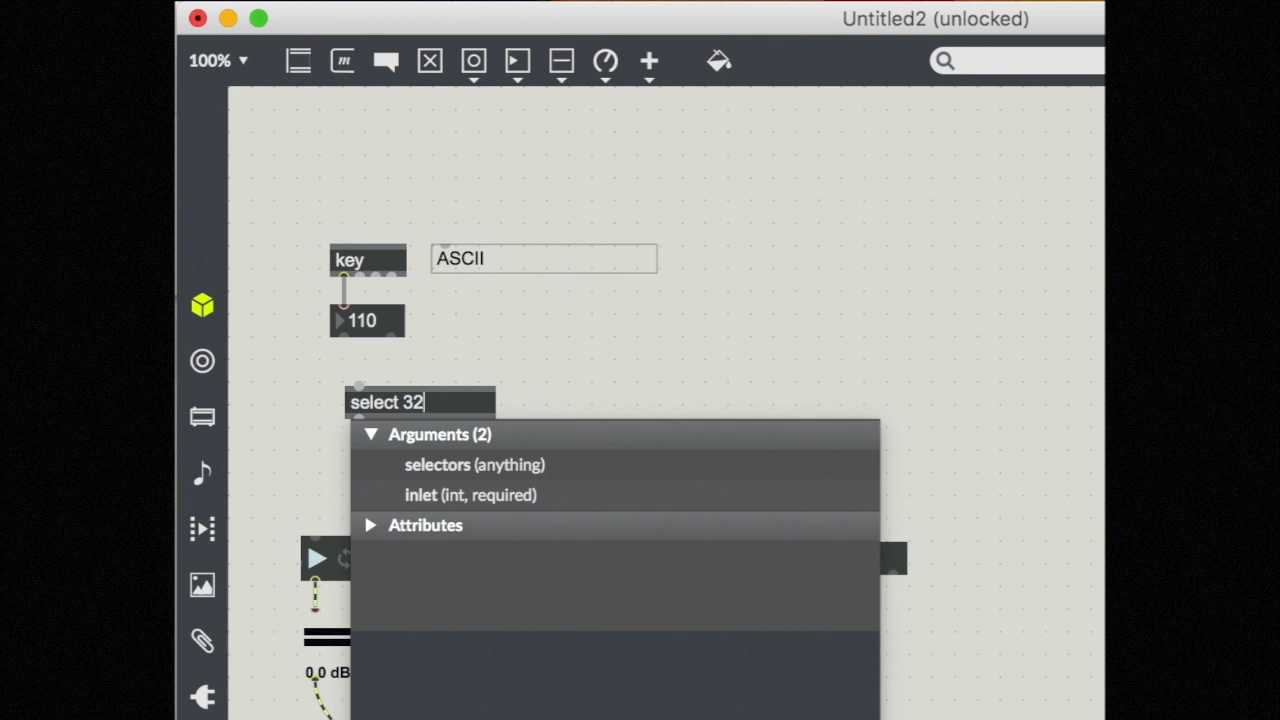 Untitled2 (unlocked)
100%
m
key
ASCII
110
select 32
Arguments (2)
selectors (anything)
inlet (int, required)
Attributes
0.0 dB